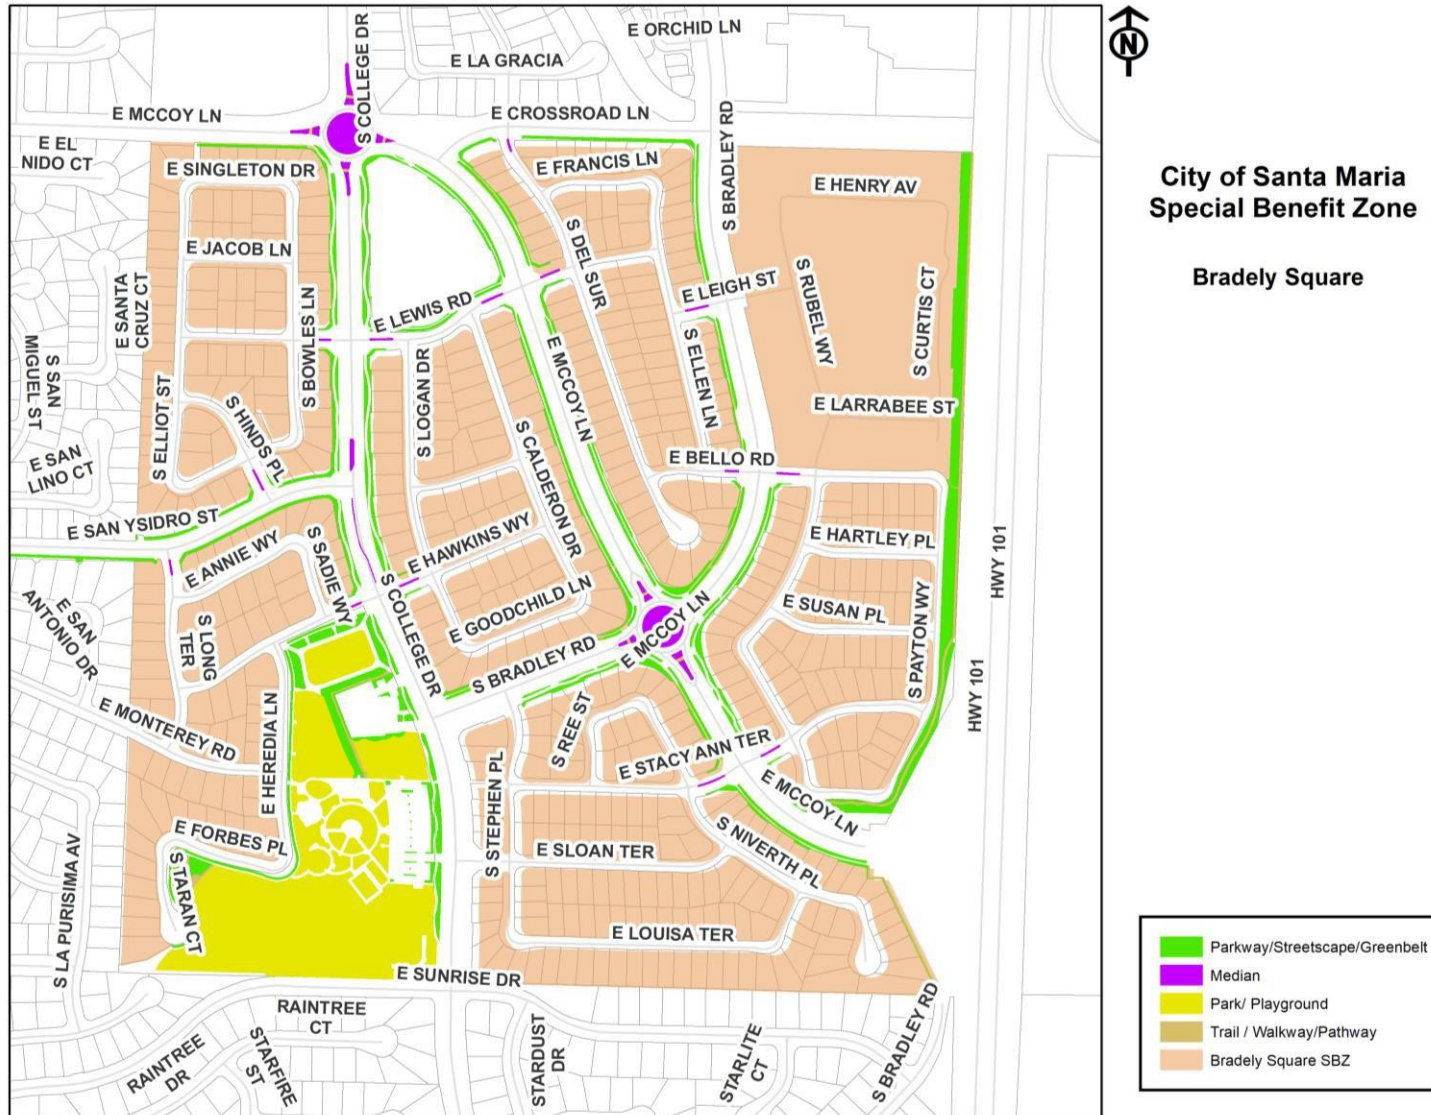 S COLLEGE DR
E ORCHID LN
E LA GRACIA
E MCCOY LN
E CROSSROAD LN
S BRADLEY RD
E EL
NIDO CT
E SINGLETON DR
E FRANCIS LN
E HENRY AV
E JACOB LN
S DEL SUR
E SANTA
CRUZ CT
S BOWLES LN
E LEWIS RD
E LEIGH ST
S RUBEL WY
S CURTIS CT
S SAN
MIGUEL ST
S ELLIOT ST
S HINDS PL
S LOGAN DR
E MCCOY LN
S ELLEN LN
E LARRABEE ST
E SAN
LINO CT
S CALDERON DR
E BELLO RD
E SAN YSIDRO ST
E ANNIE WY
S SADIE WY
E HAWKINS WY
E HARTLEY PL
HWY 101
E SAN
ANTONIO DR
S LONG
TER
S COLLEGE DR
E GOODCHILD LN
E MCCOY LN
E SUSAN PL
S PAYTON WY
S BRADLEY RD
HWY 101
E MONTEREY RD
E HEREDIA LN
S REE ST
E STACY ANN TER
E MCCOY LN
S STEPHEN PL
E FORBES PL
E SLOAN TER
S NIVERTH PL
S LA PURISIMA AV
S TARAN CT
E LOUISA TER
E SUNRISE DR
RAINTREE
CT
RAINTREE
DR
STARFIRE
ST
STARDUST
DR
STARLITE
CT
S BRADLEY RD
N
City of Santa Maria
Special Benefit Zone
Bradely Square
Parkway/Streetscape/Greenbelt
Median
Park/ Playground
Trail / Walkway/Pathway
Bradely Square SBZ